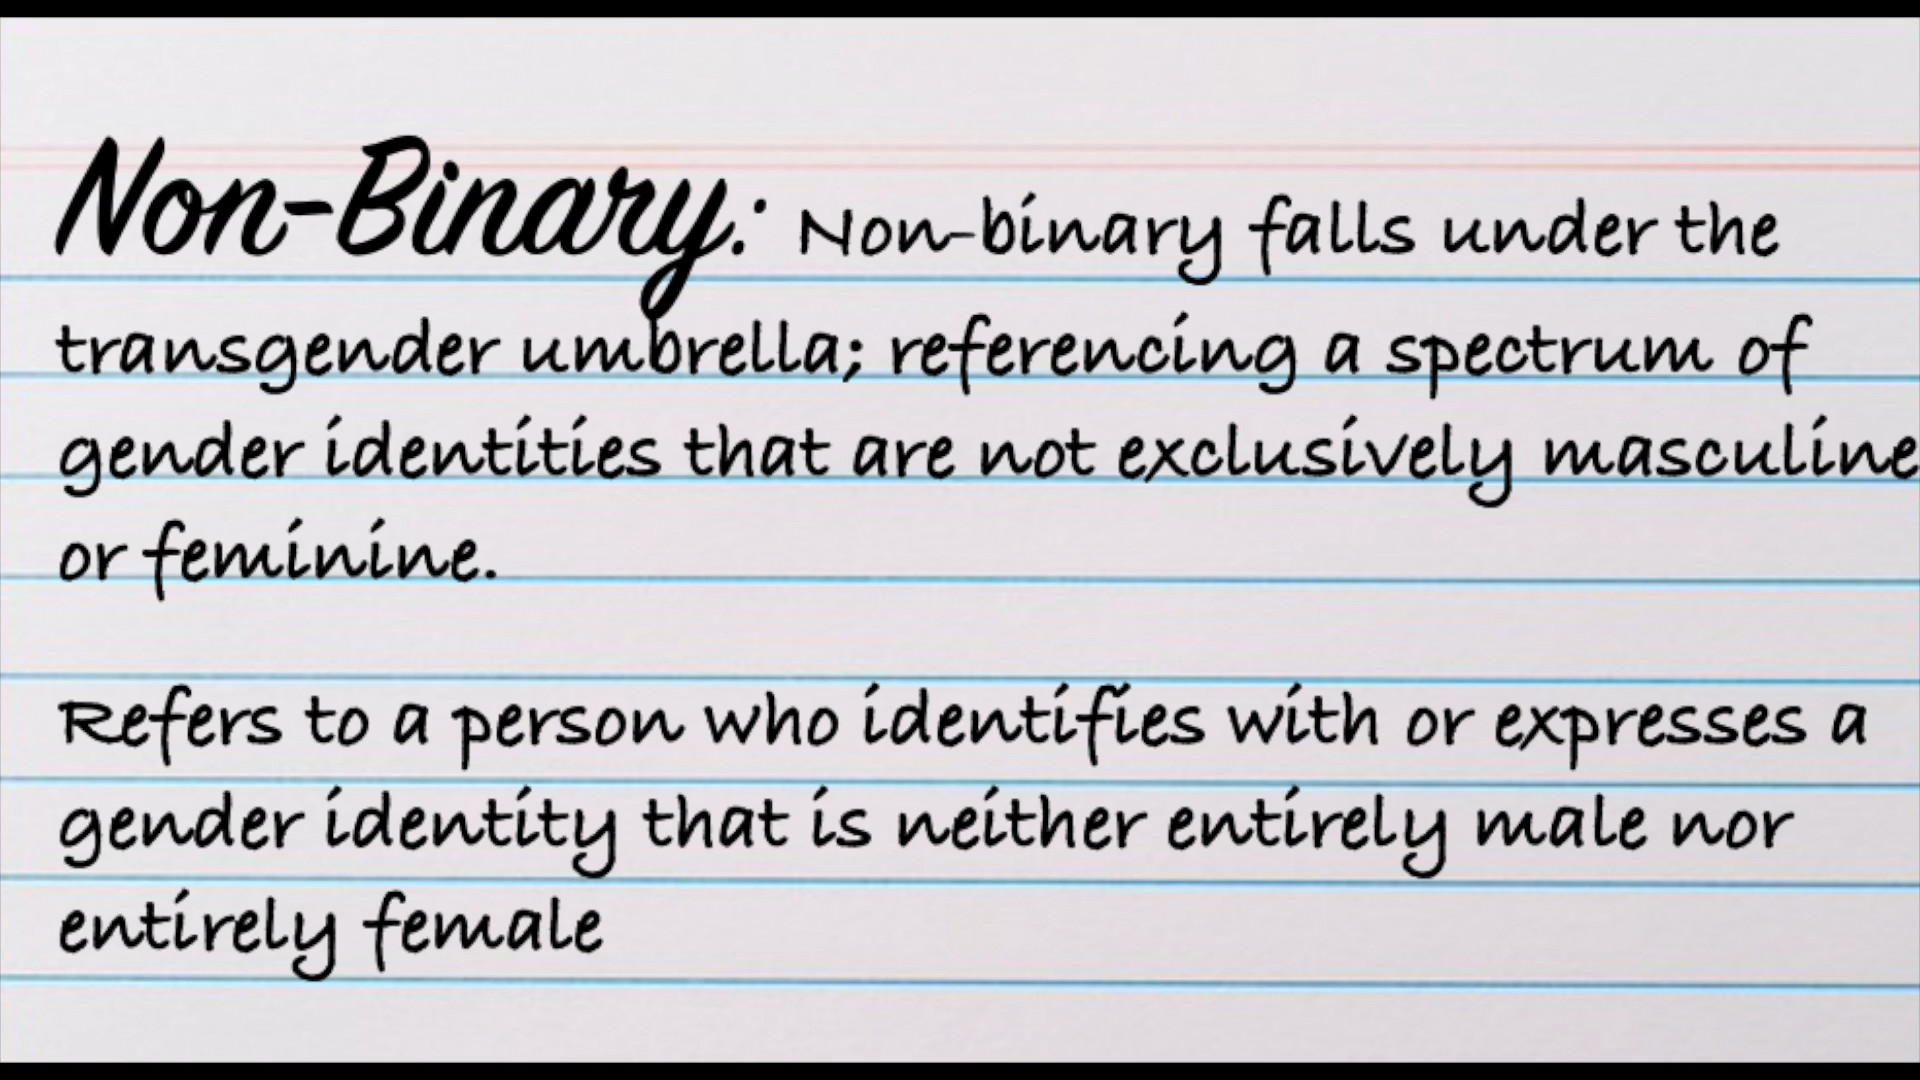 Non-Binary: Non-binary falls under the
transgender umbrella; referencing a spectrum of
gender identities that are not exclusively masculine
or feminine.
Refers to a person who identifies with or expresses a
gender identity that is neither entirely male nor
entirely female